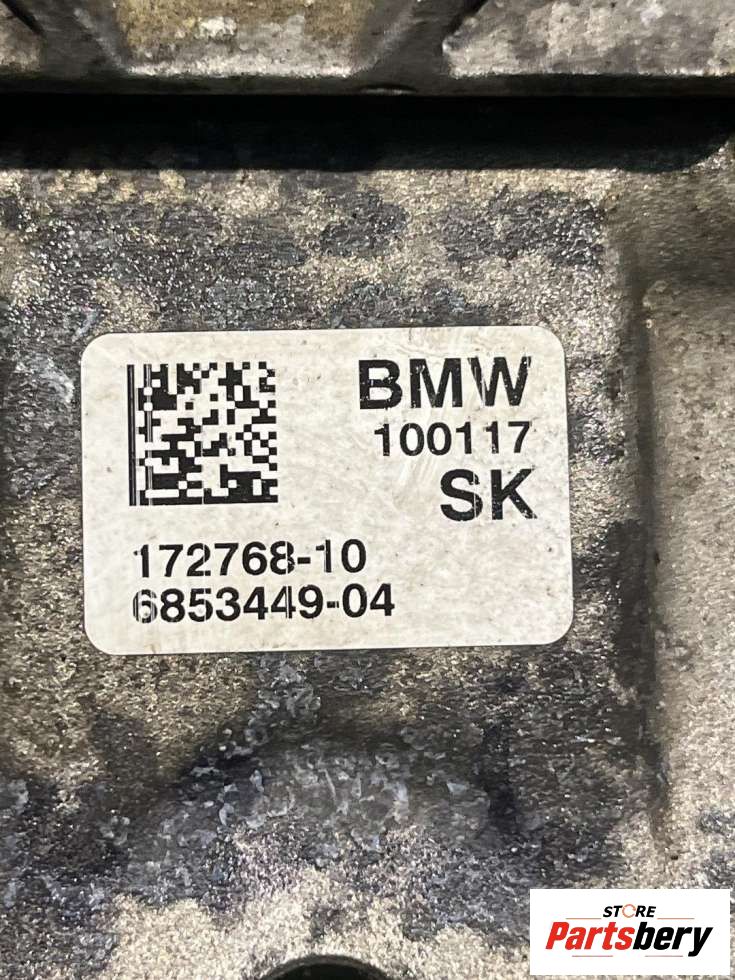 BMW
100117
SK
172768-10
6853449-04
STORE
Partsbery